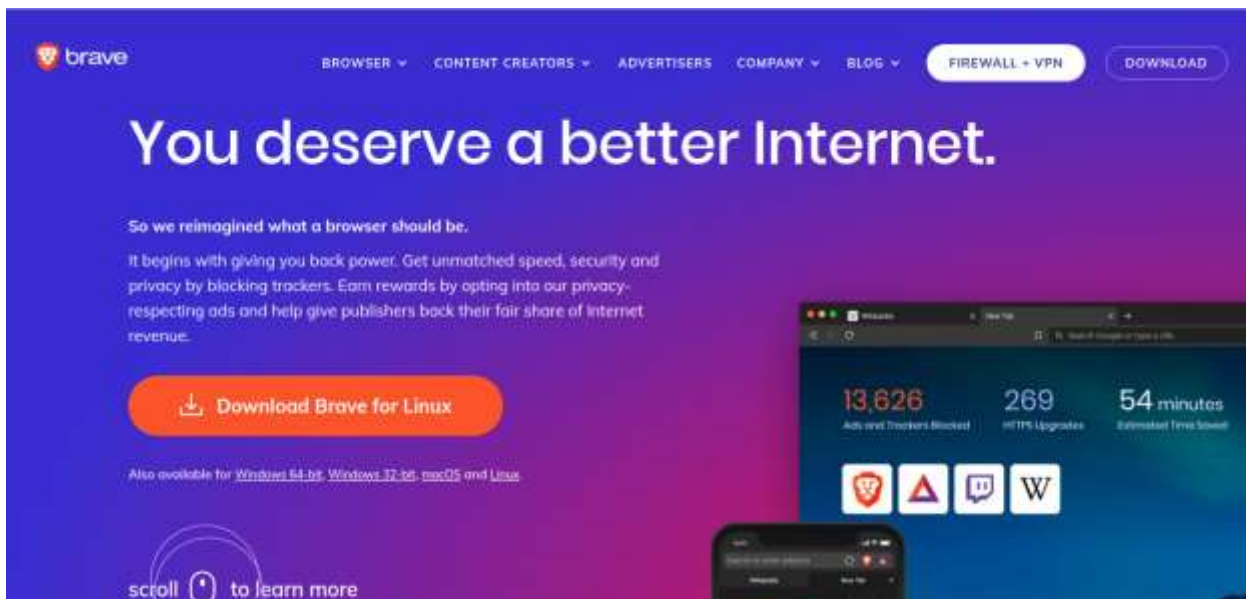 brave
BROWSER CONTENT CREATORS ADVERTISERS COMPANY BLOG FIREWALL + VPN DOWNLOAD
You deserve a better Internet.
So we reimagined what a browser should be.
It begins with giving you back power. Get unmatched speed, security and
privacy by blocking trackers. Earn rewards by opting into our privacy-
respecting ads and help give publishers back their fair share of Internet
revenue.
Download Brave for Linux
Also available for Windows 64-bit, Windows 32-bit, macOS and Linux.
scroll to learn more
New Tab
13,626 269 54 minutes
Ads and Trackers Blocked HTTPS Upgrades Estimated Time Saved
W
New Tab